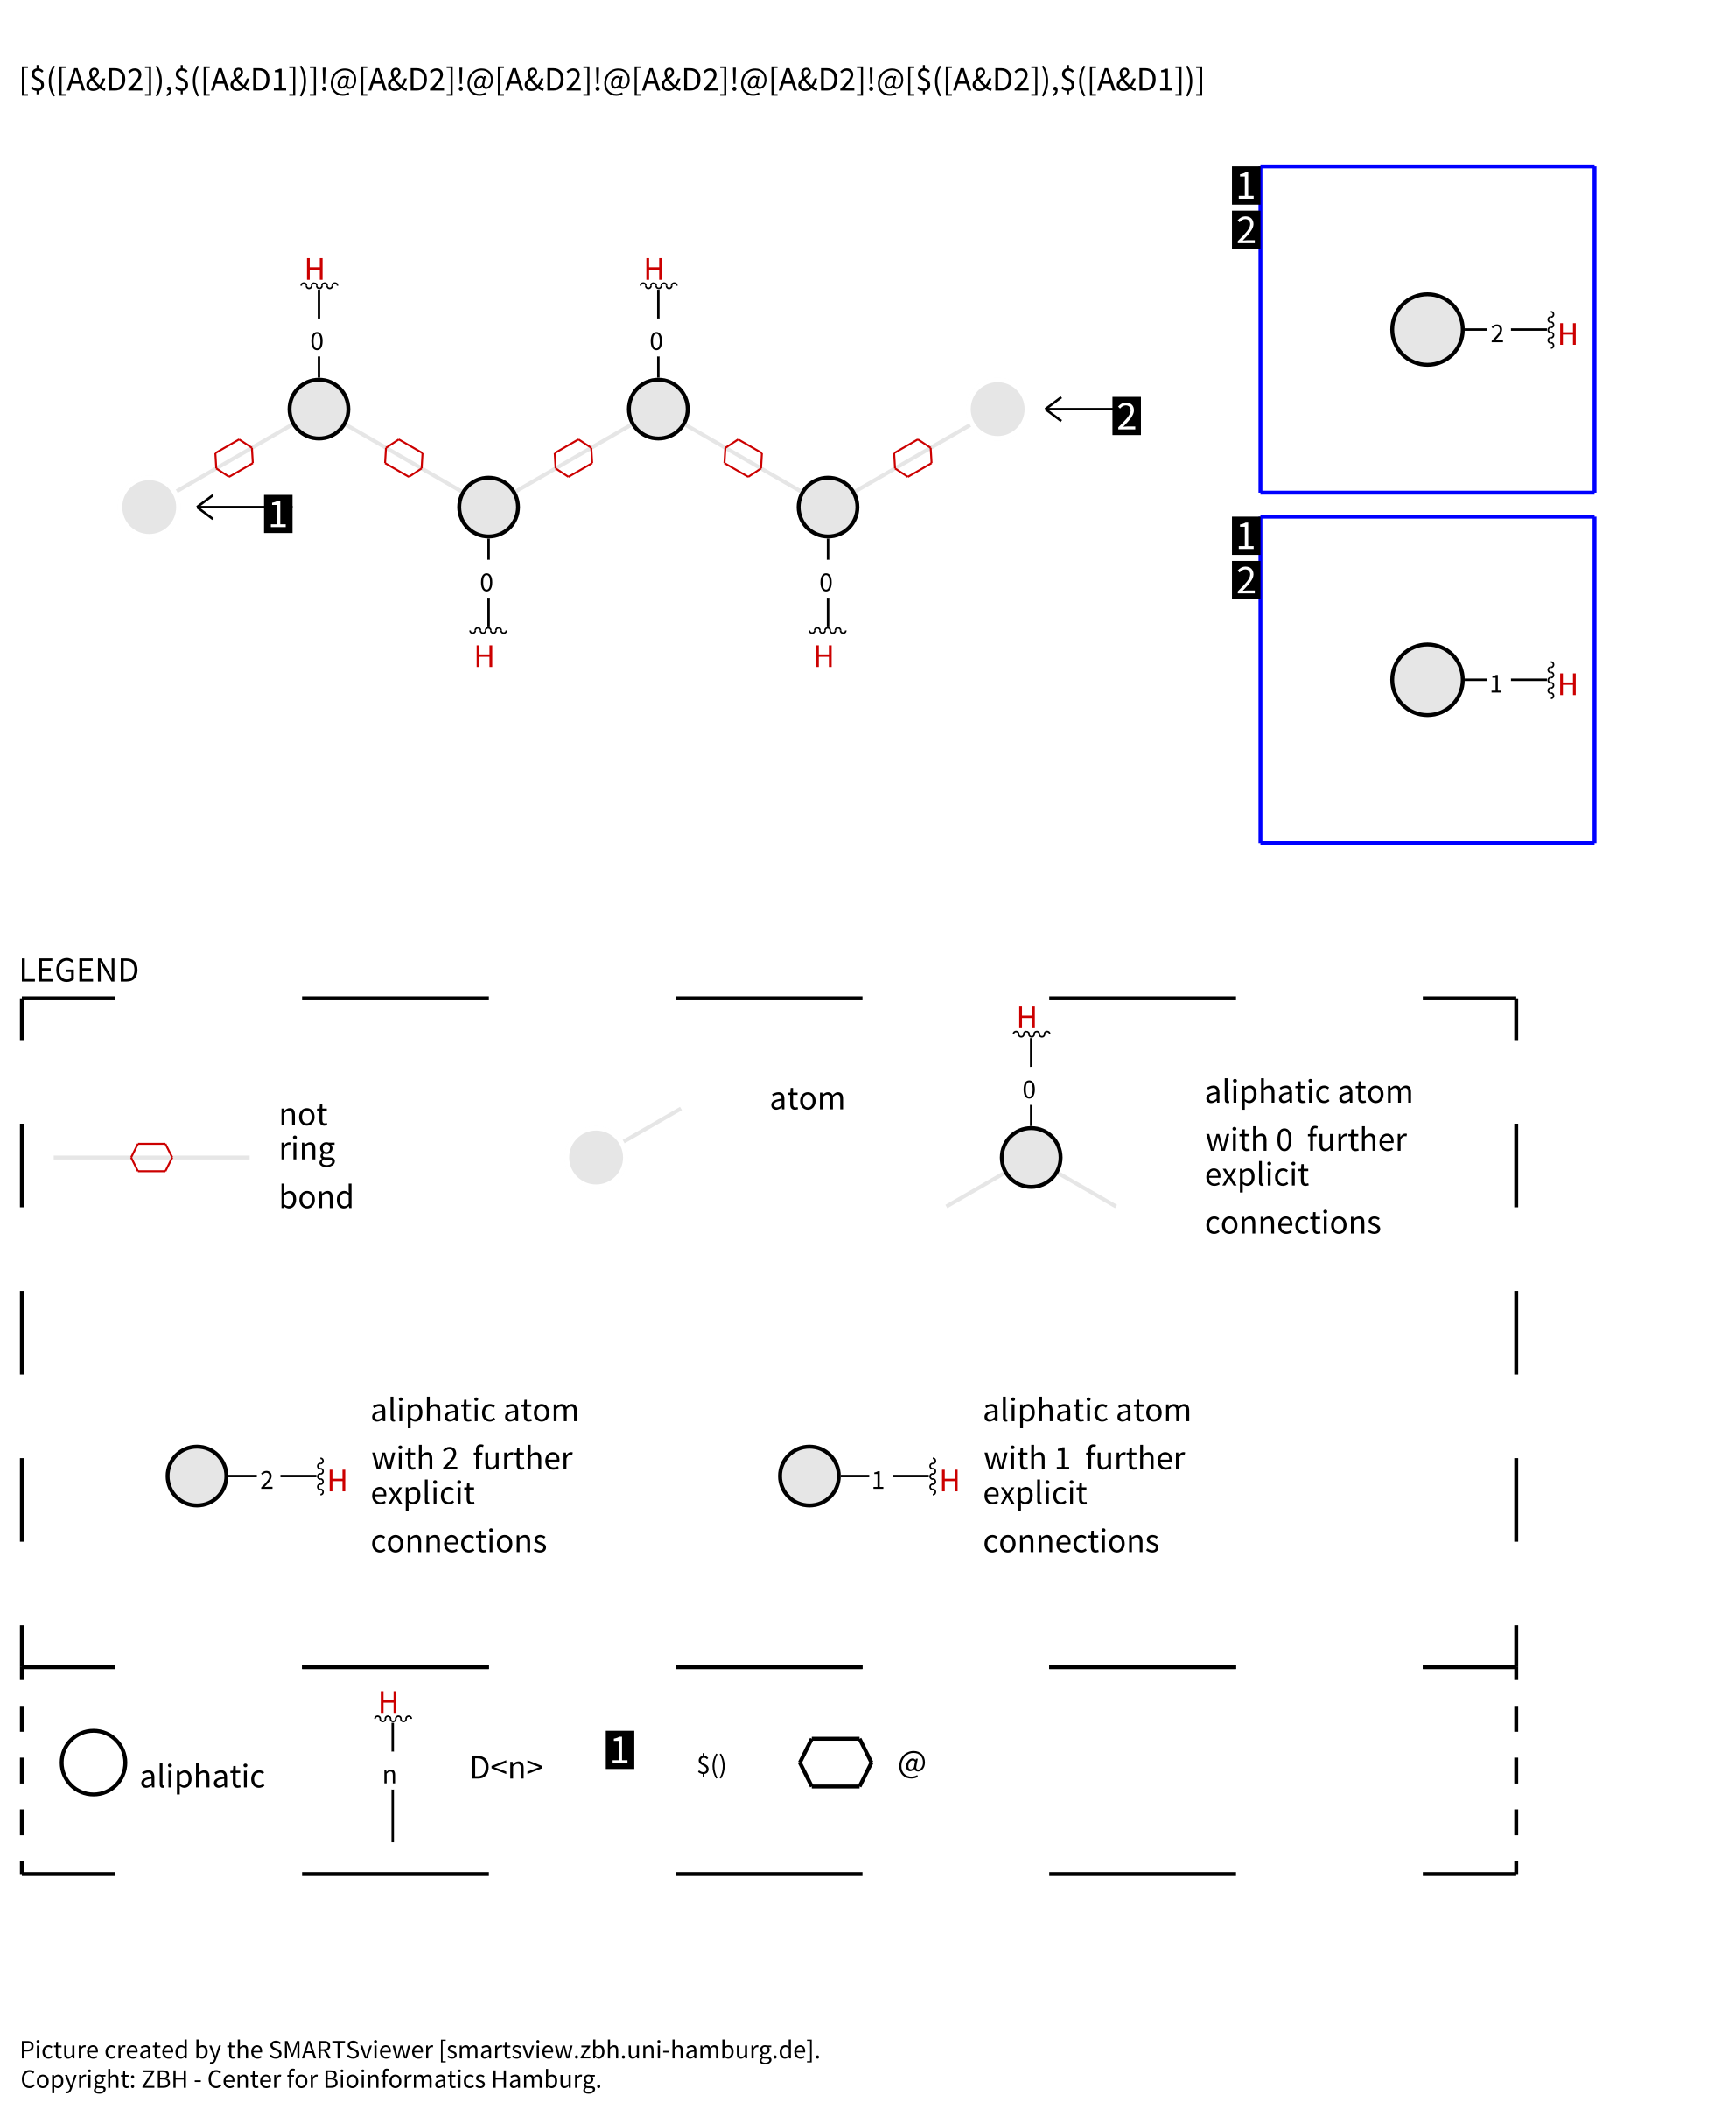 [$([A&D2]),$([A&D1])]!@[A&D2]!@[A&D2]!@[A&D2]!@[A&D2]!@[$([A&D2]),$([A&D1])]
1
2
2 H
H
H
0
0
2
1
0
0
H
H
1
2
1 H
LEGEND
not
ring
bond
atom
H
0
aliphatic atom
with 0 further
explicit
connections
2 H
aliphatic atom
with 2 further
explicit
connections
1 H
aliphatic atom
with 1 further
explicit
connections
aliphatic
H
n
D<n>
1
$()
@
Picture created by the SMARTSviewer [smartsview.zbh.uni-hamburg.de].
Copyright: ZBH - Center for Bioinformatics Hamburg.